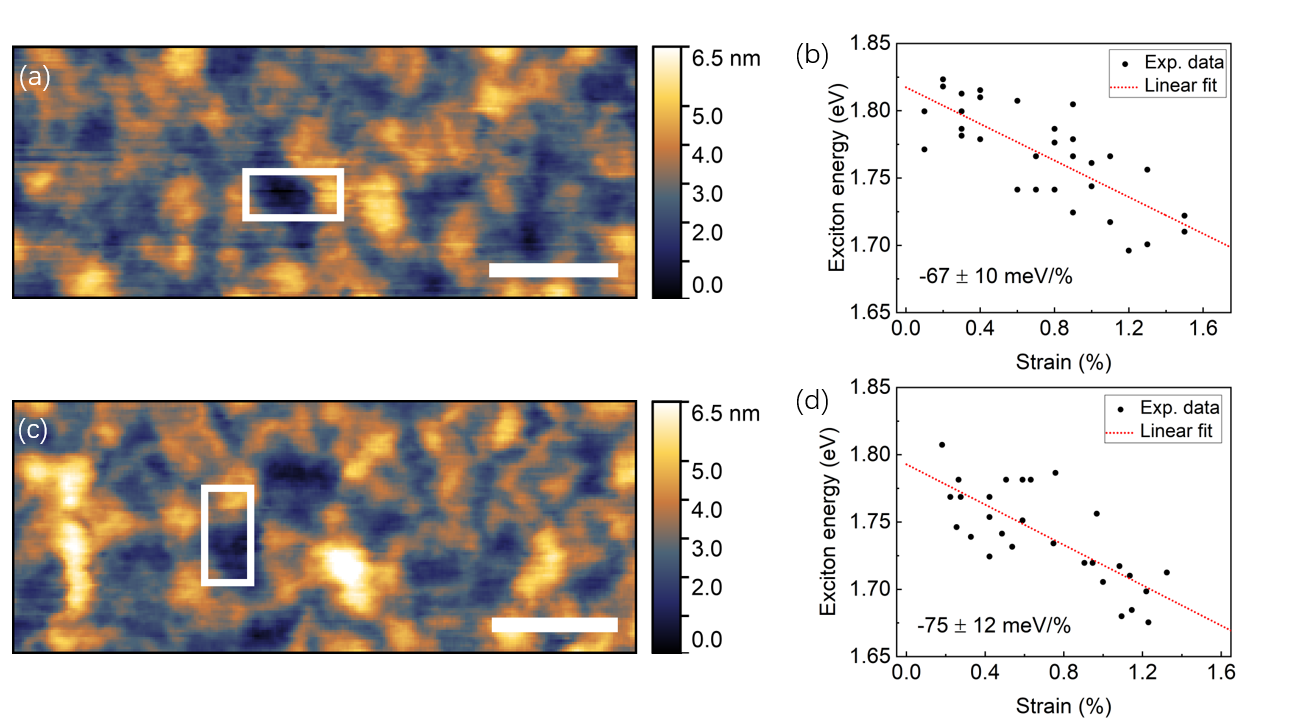 (a)
6.5 nm
5.0
4.0
3.0
2.0
0.0
(b)
1.85
1.80
1.75
1.70
1.65
Exciton energy (eV)
Exp. data
Linear fit
-67 ± 10 meV/%
0.0 0.4 0.8 1.2 1.6
Strain (%)
(c)
6.5 nm
5.0
4.0
3.0
2.0
0.0
(d)
1.85
1.80
1.75
1.70
1.65
Exciton energy (eV)
Exp. data
Linear fit
-75 ± 12 meV/%
0.0 0.4 0.8 1.2 1.6
Strain (%)